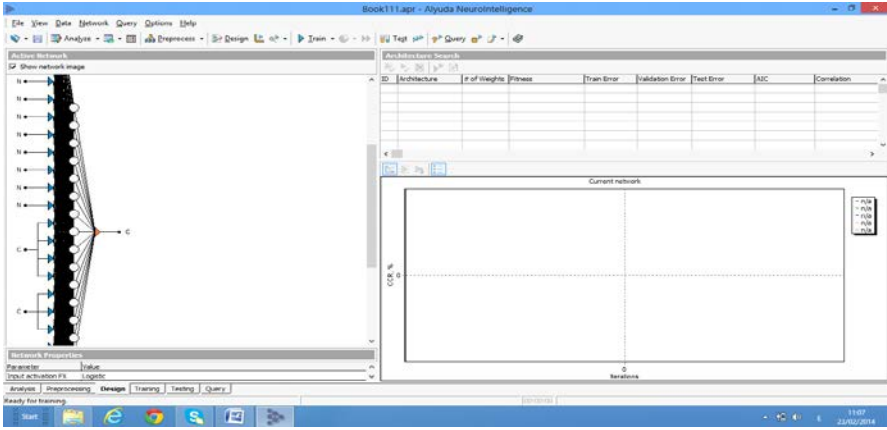 Book111.apr - Alyuda NeuroIntelligence
File View Data Network Query Options Help
Analyze Preprocess Design Train Test Query
Active Network
Show network image
N
N
N
N
N
N
N
N
C
C
C
Network Properties
Parameter Value
Input activation FX Logistic
Architecture Search
ID Architecture # of Weights Fitness Train Error Validation Error Test Error AIC Correlation
Current network
CCR, %
0
0
Iterations
n/a
n/a
n/a
n/a
n/a
Analysis Preprocessing Design Training Testing Query
Ready for training.
Start
11:07
23/02/2014